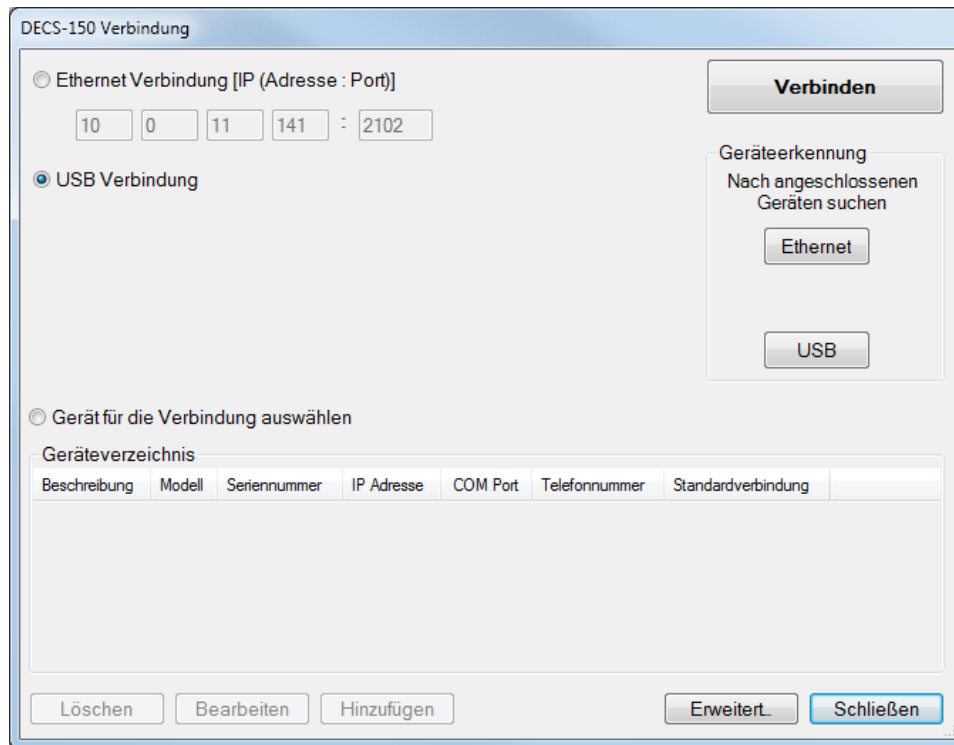 DECS-150 Verbindung
Ethernet Verbindung [IP (Adresse : Port)]
Verbinden
10 0 11 141 : 2102
Geräteerkennung
USB Verbindung
Nach angeschlossenen
Geräten suchen
Ethernet
USB
Gerät für die Verbindung auswählen
Geräteverzeichnis
Beschreibung Modell Seriennummer IP Adresse COM Port Telefonnummer Standardverbindung
Löschen Bearbeiten Hinzufügen Erweitert.. Schließen